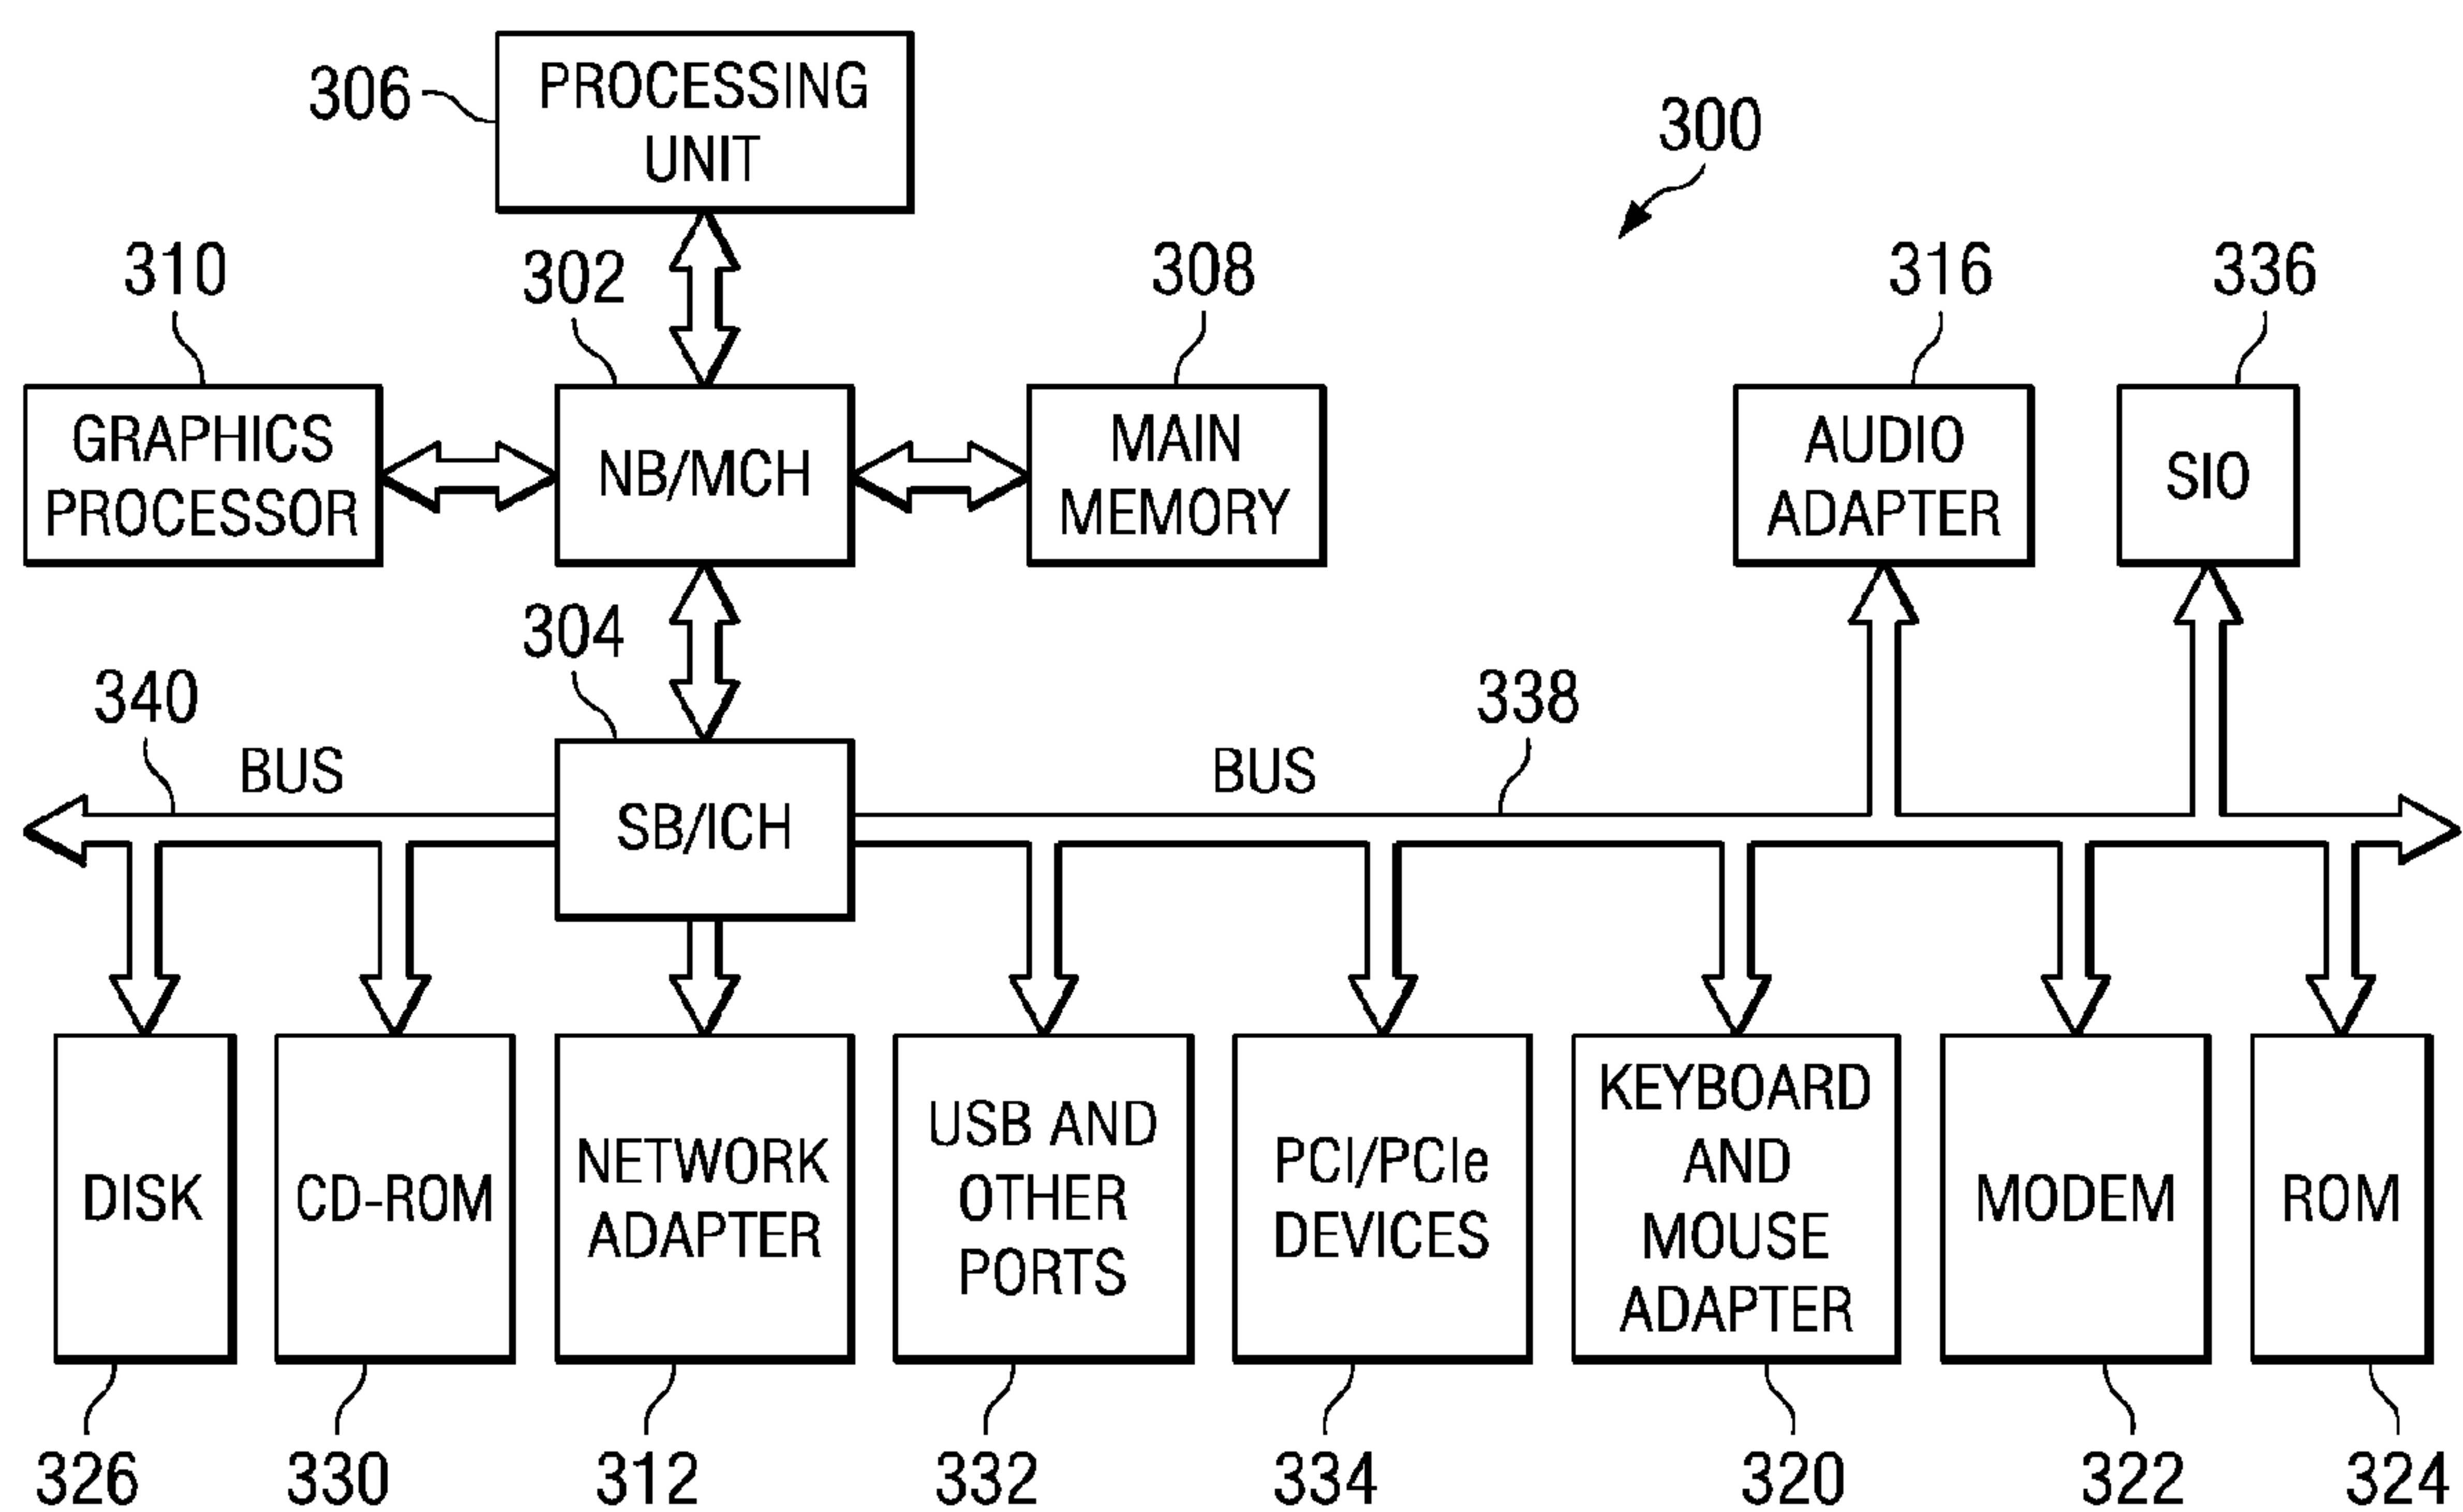 306
PROCESSING
UNIT
300
310
302
308
316
336
GRAPHICS
PROCESSOR
NB/MCH
MAIN
MEMORY
AUDIO
ADAPTER
SIO
304
340
338
BUS
BUS
SB/ICH
DISK
CD-ROM
NETWORK
ADAPTER
USB AND
OTHER
PORTS
PCI/PCIe
DEVICES
KEYBOARD
AND
MOUSE
ADAPTER
MODEM
ROM
326
330
312
332
334
320
322
324